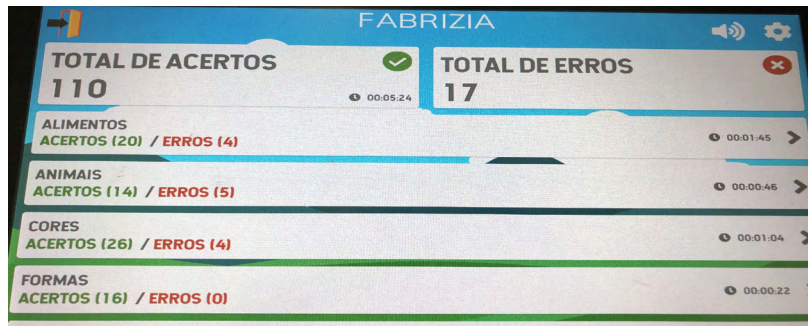 FABRIZIA
TOTAL DE ACERTOS
110
00:05:24
TOTAL DE ERROS
17
ALIMENTOS
ACERTOS (20) / ERROS (4)
00:01:45
ANIMAIS
ACERTOS (14) / ERROS (5)
00:00:46
CORES
ACERTOS (26) / ERROS (4)
00:01:04
FORMAS
ACERTOS (16) / ERROS (0)
00:00:22